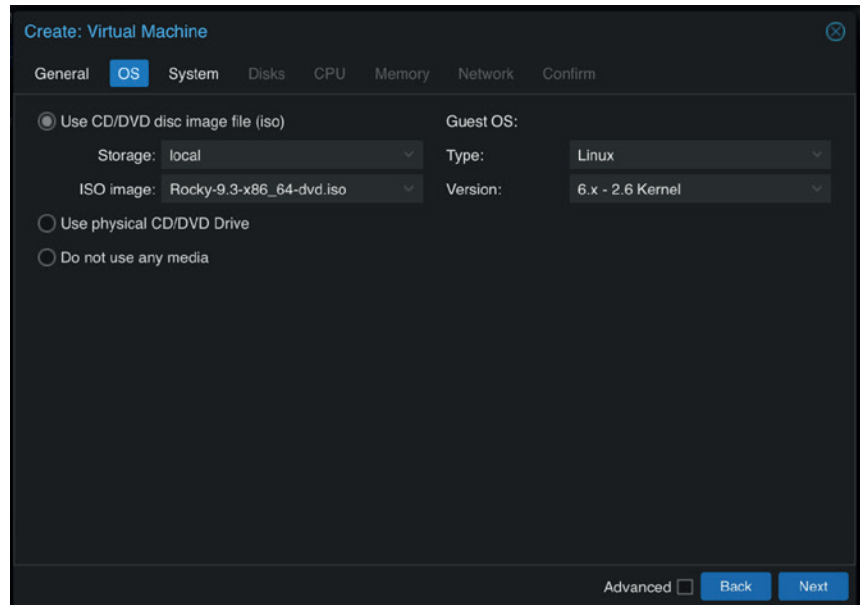 Create: Virtual Machine
General OS System Disks CPU Memory Network Confirm
Use CD/DVD disc image file (iso)
Storage: local
ISO image: Rocky-9.3-x86_64-dvd.iso
Use physical CD/DVD Drive
Do not use any media
Guest OS:
Type: Linux
Version: 6.x - 2.6 Kernel
Advanced Back Next